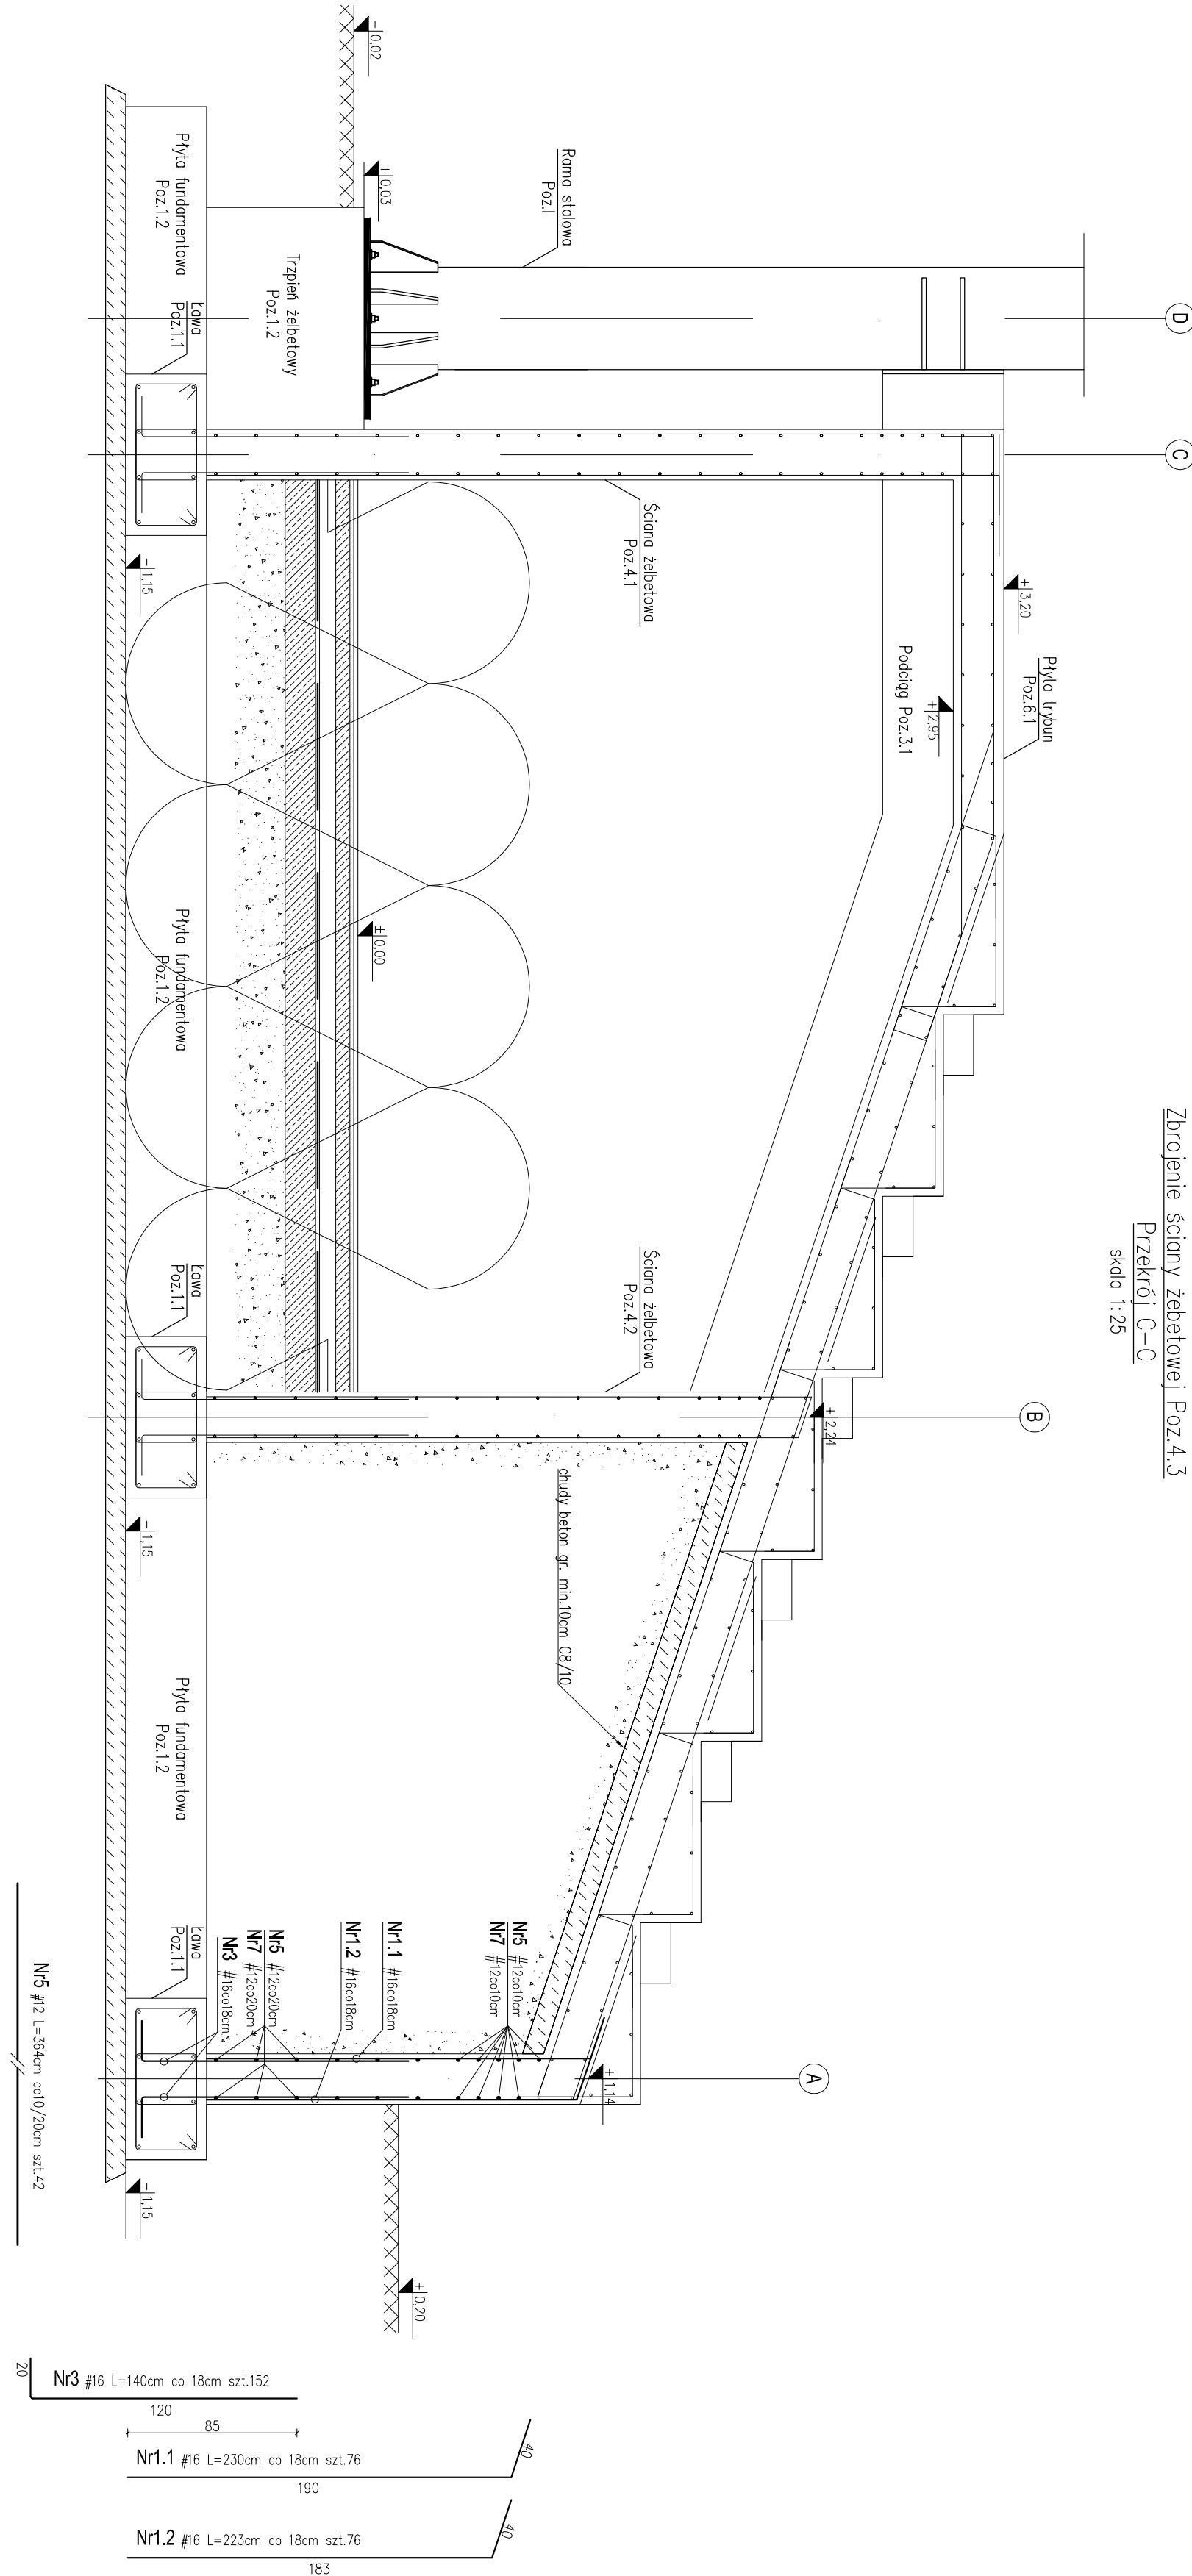 Zbrojenie ściany żebetowej Poz.4.3
Przekrój C-C
skala 1:25
D
C
B
A
-0,02
+0,03
Rama stalowa
Poz.I
Płyta fundamentowa
Poz.1.2
Ława
Poz.1.1
Trzpień żelbetowy
Poz.1.2
-1,15
Ściana żelbetowa
Poz.4.1
+3,20
Płyta trybun
Poz.6.1
Podciąg Poz.3.1
+2,95
±0,00
Płyta fundamentowa
Poz.1.2
Ściana żelbetowa
Poz.4.2
Ława
Poz.1.1
+2,24
-1,15
chudy beton gr. min.10cm C8/10
Płyta fundamentowa
Poz.1.2
Ława
Poz.1.1
Nr5 #12co10cm
Nr7 #12co10cm
Nr1.1 #16co18cm
Nr1.2 #16co18cm
Nr5 #12co20cm
Nr7 #12co20cm
Nr3 #16co18cm
+1,14
-1,15
+0,20
Nr5 #12 L=364cm co10/20cm szt.42
Nr3 #16 L=140cm co 18cm szt.152
20
120
85
Nr1.1 #16 L=230cm co 18cm szt.76
40
190
Nr1.2 #16 L=223cm co 18cm szt.76
40
183